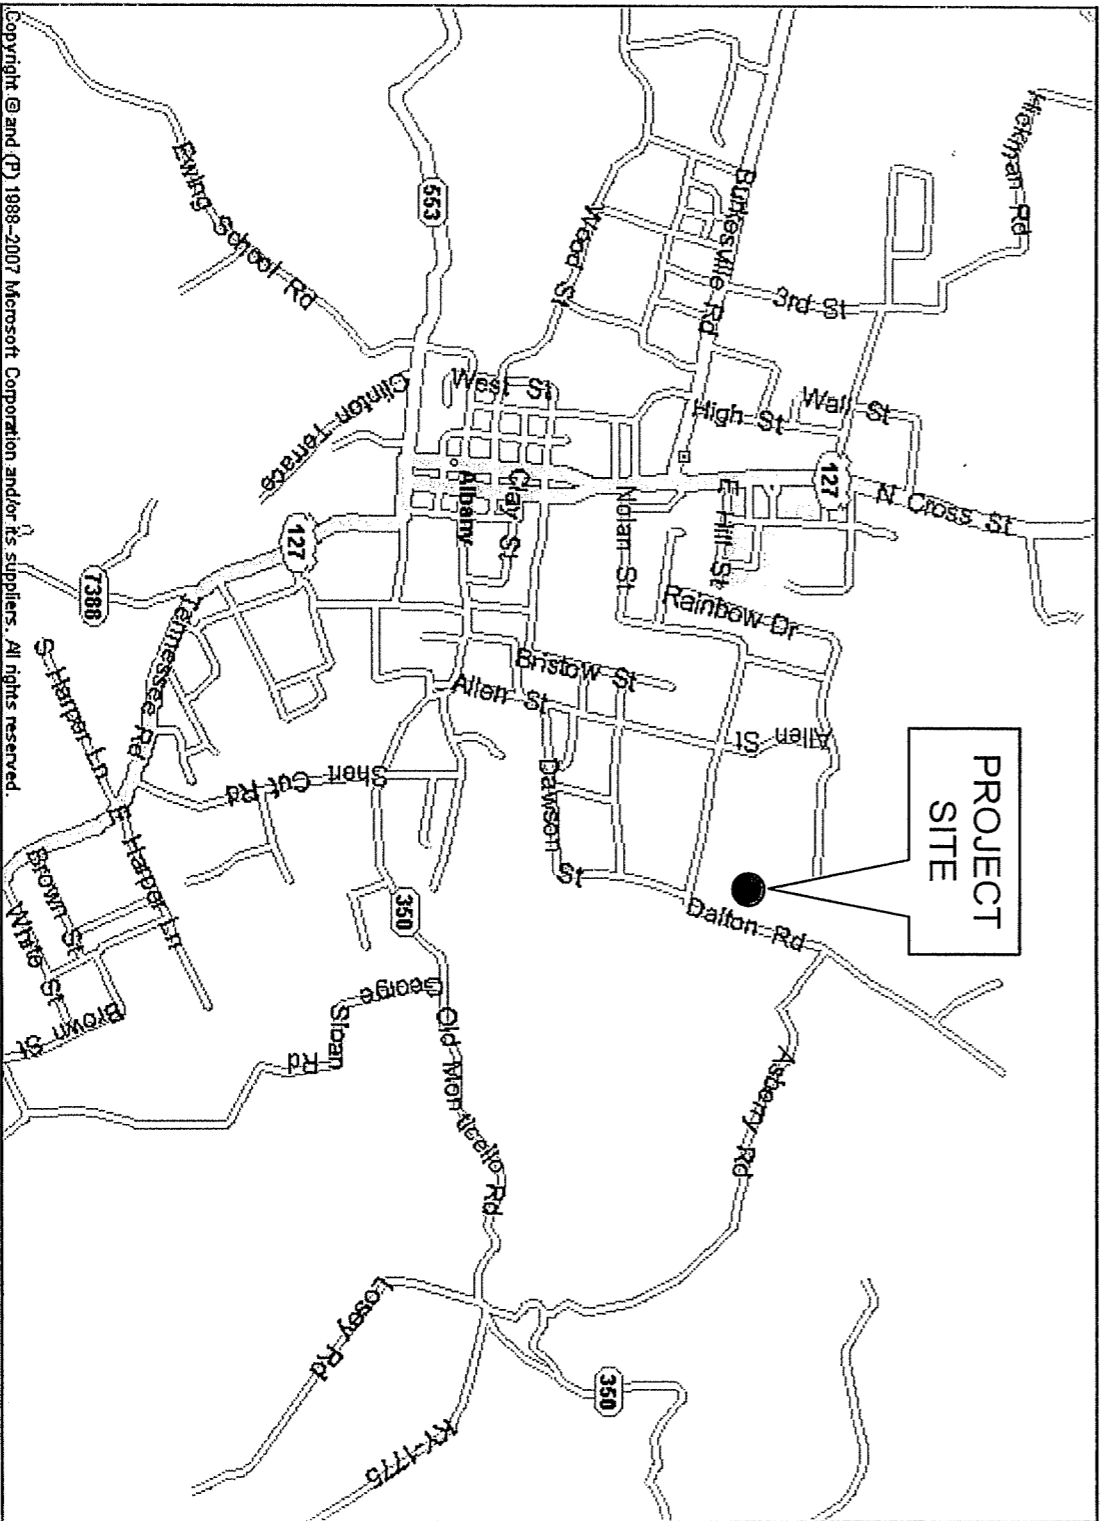 Hickman Rd
Burkesville Rd
3rd St
Wood St
553
Ewing School Rd
Wall St
High St
West St
Clinton Terrace
127
N Cross St
E Hill St
Nolan St
Clay St
Albany
127
7388
Rainbow Dr
Bristow St
Allen St
Allen St
Tennessee Rd
S Harper Ln
Short Cut Rd
Dawson St
PROJECT
SITE
Dalton Rd
E Harper Ln
Brown St
White St
Brown St
350
George Sloan Rd
Old Monticello Rd
Asberry Rd
350
KY-1775
Copyright © and (P) 1988-2007 Microsoft Corporation and/or its suppliers. All rights reserved.